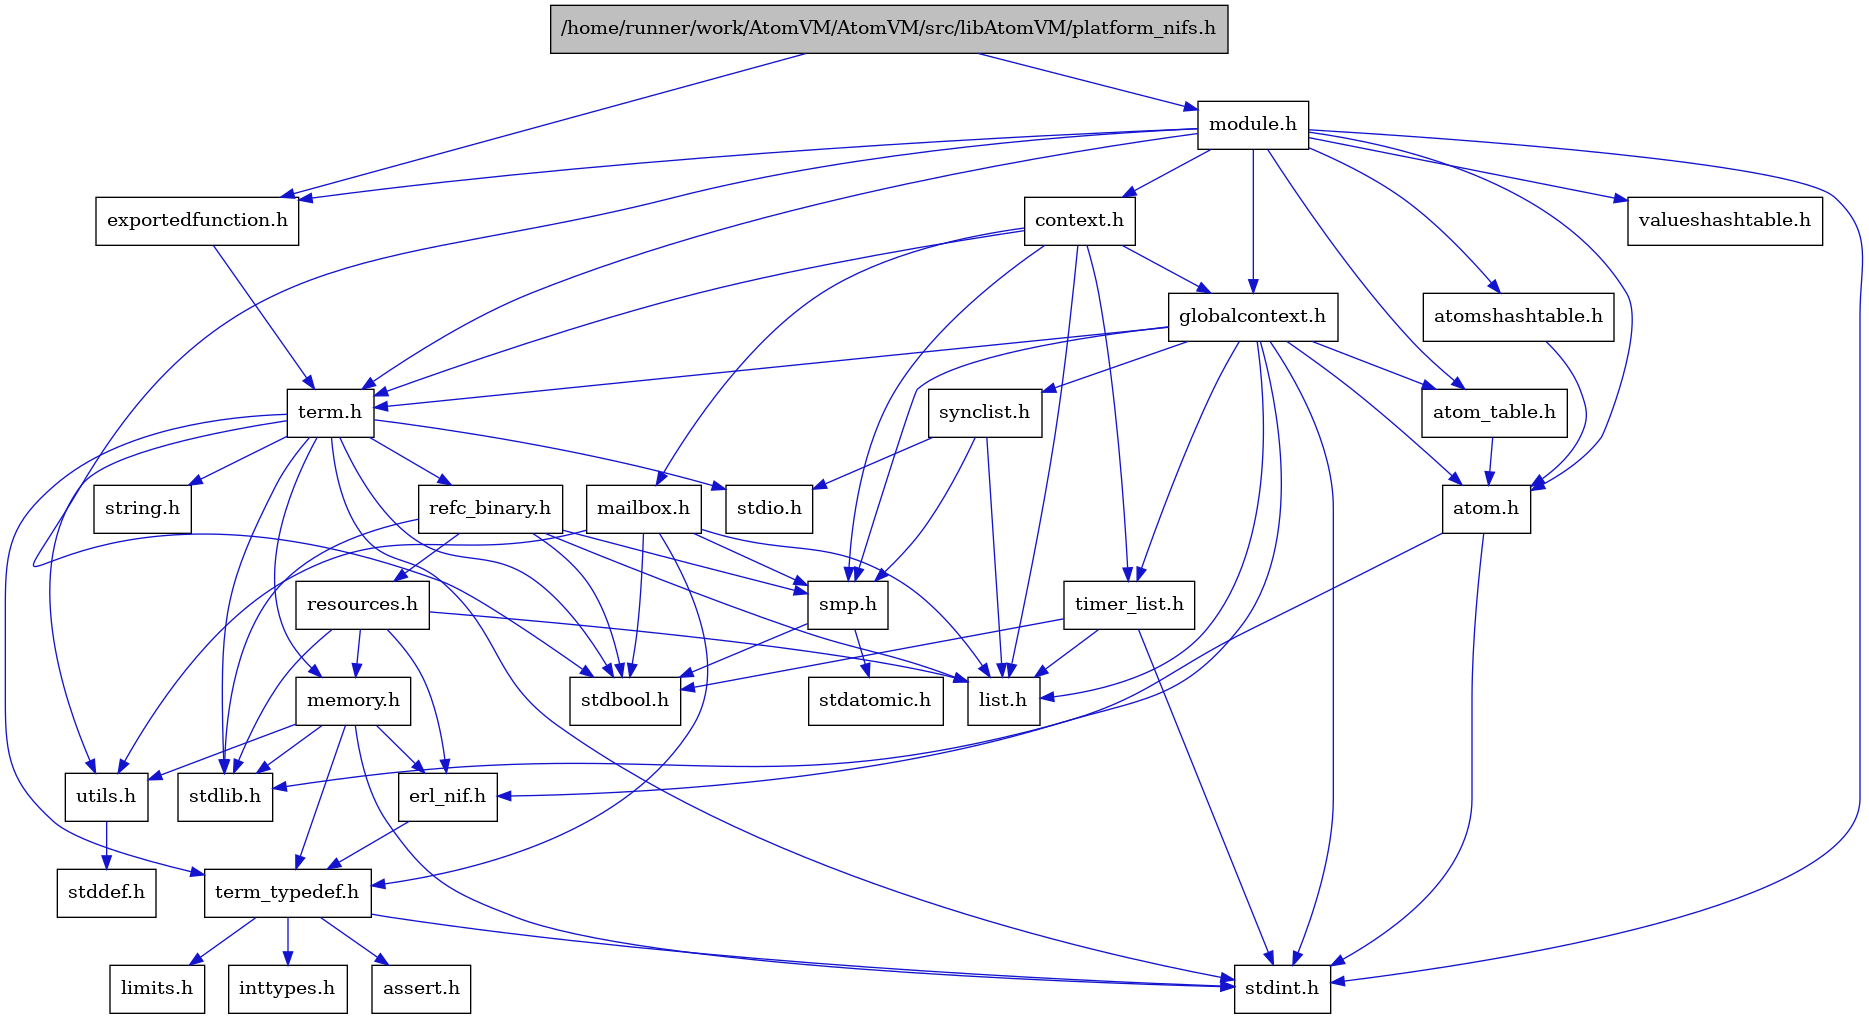 /home/runner/work/AtomVM/AtomVM/src/libAtomVM/platform_nifs.h
module.h
exportedfunction.h
context.h
valueshashtable.h
globalcontext.h
atomshashtable.h
term.h
synclist.h
atom_table.h
string.h
refc_binary.h
mailbox.h
stdio.h
atom.h
resources.h
smp.h
timer_list.h
memory.h
stdbool.h
stdatomic.h
list.h
utils.h
stdlib.h
erl_nif.h
stddef.h
term_typedef.h
limits.h
inttypes.h
assert.h
stdint.h